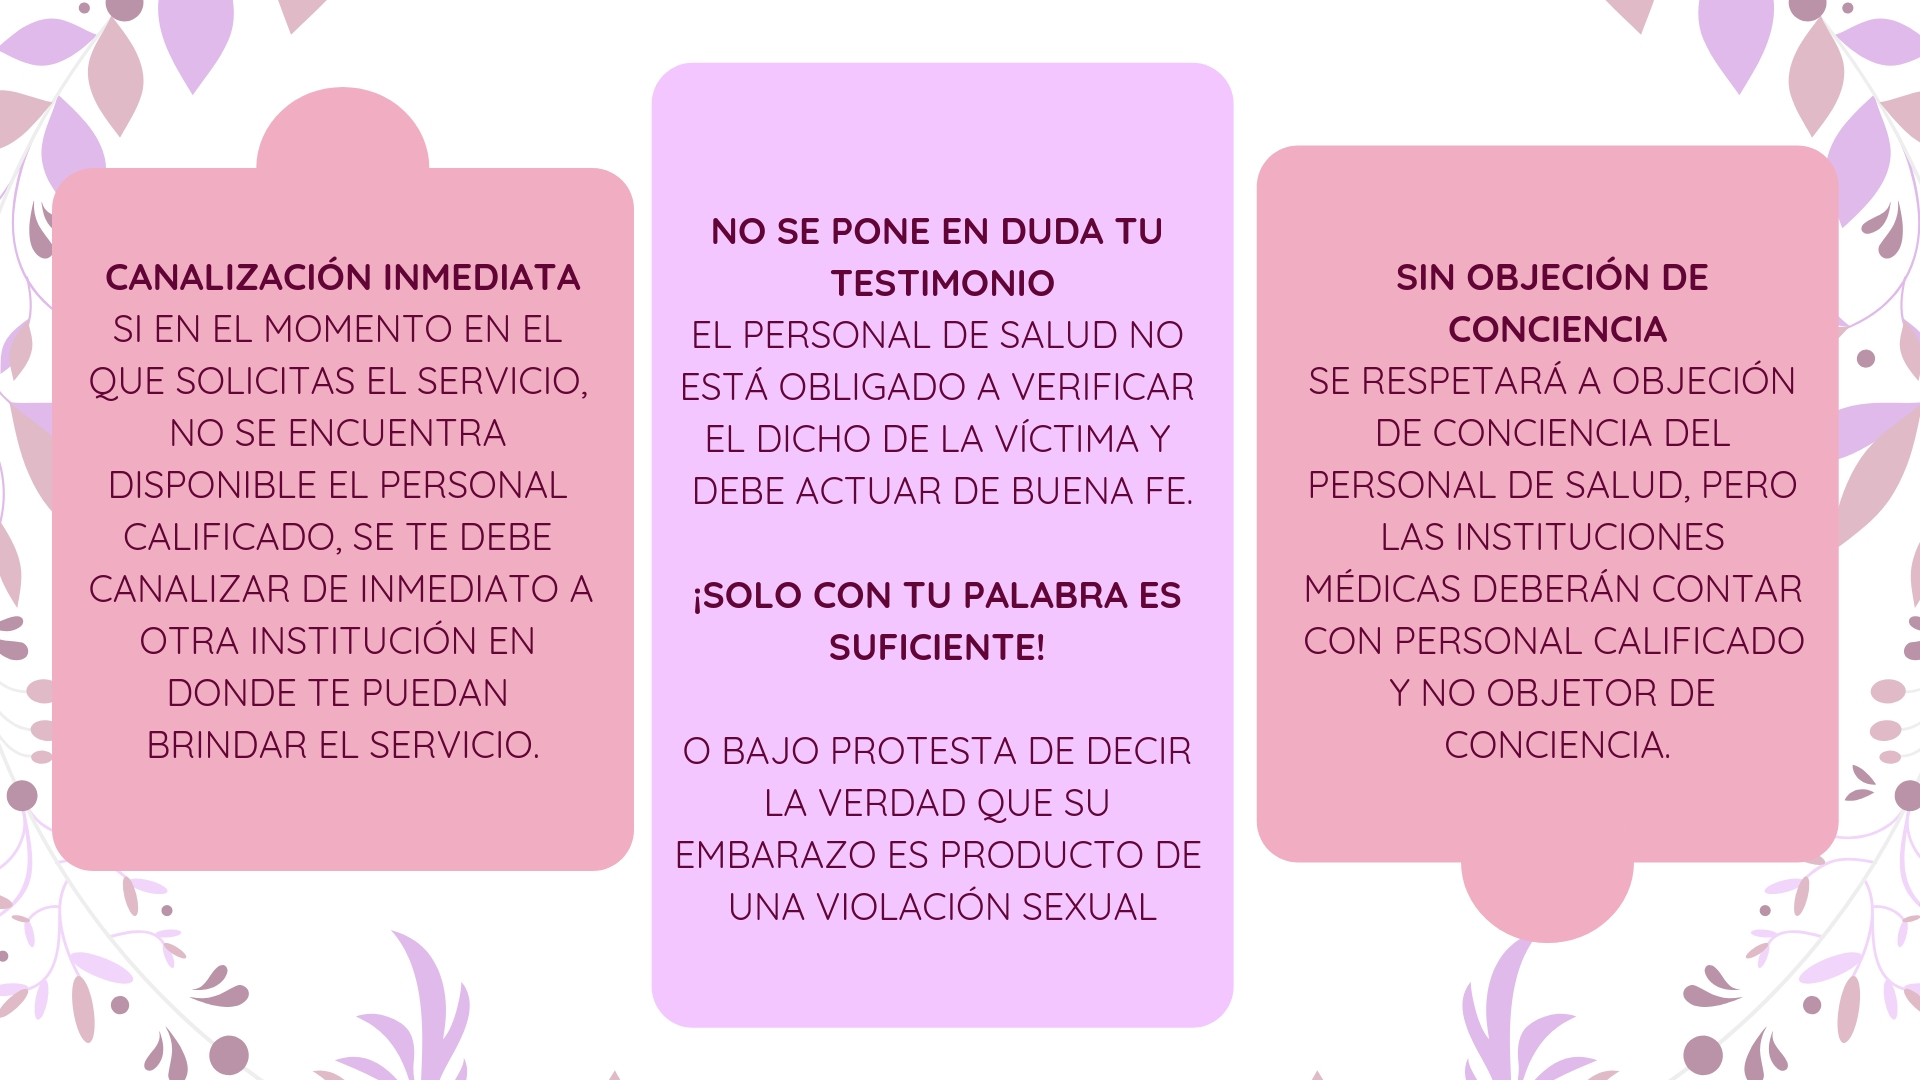 CANALIZACIÓN INMEDIATA
SI EN EL MOMENTO EN EL
QUE SOLICITAS EL SERVICIO,
NO SE ENCUENTRA
DISPONIBLE EL PERSONAL
CALIFICADO, SE TE DEBE
CANALIZAR DE INMEDIATO A
OTRA INSTITUCIÓN EN
DONDE TE PUEDAN
BRINDAR EL SERVICIO.
NO SE PONE EN DUDA TU
TESTIMONIO
EL PERSONAL DE SALUD NO
ESTÁ OBLIGADO A VERIFICAR
EL DICHO DE LA VÍCTIMA Y
DEBE ACTUAR DE BUENA FE.
¡SOLO CON TU PALABRA ES
SUFICIENTE!
O BAJO PROTESTA DE DECIR
LA VERDAD QUE SU
EMBARAZO ES PRODUCTO DE
UNA VIOLACIÓN SEXUAL
SIN OBJECIÓN DE
CONCIENCIA
SE RESPETARÁ A OBJECIÓN
DE CONCIENCIA DEL
PERSONAL DE SALUD, PERO
LAS INSTITUCIONES
MÉDICAS DEBERÁN CONTAR
CON PERSONAL CALIFICADO
Y NO OBJETOR DE
CONCIENCIA.